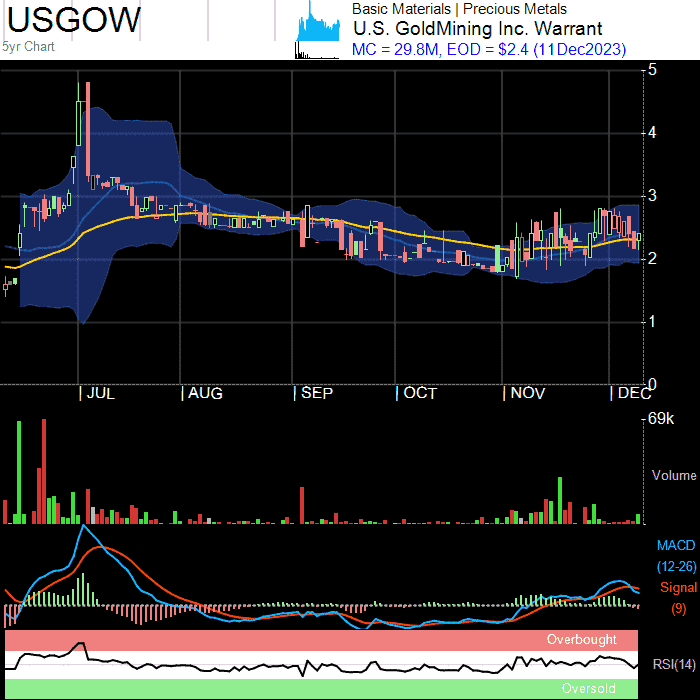 USGOW
5yr Chart
Basic Materials | Precious Metals
U.S. GoldMining Inc. Warrant
MC = 29.8M, EOD = $2.4 (11Dec2023)
5
4
3
2
1
0
| JUL | AUG | SEP | OCT | NOV | DEC
69k
Volume
MACD
(12-26)
Signal
(9)
Overbought
RSI(14)
Oversold